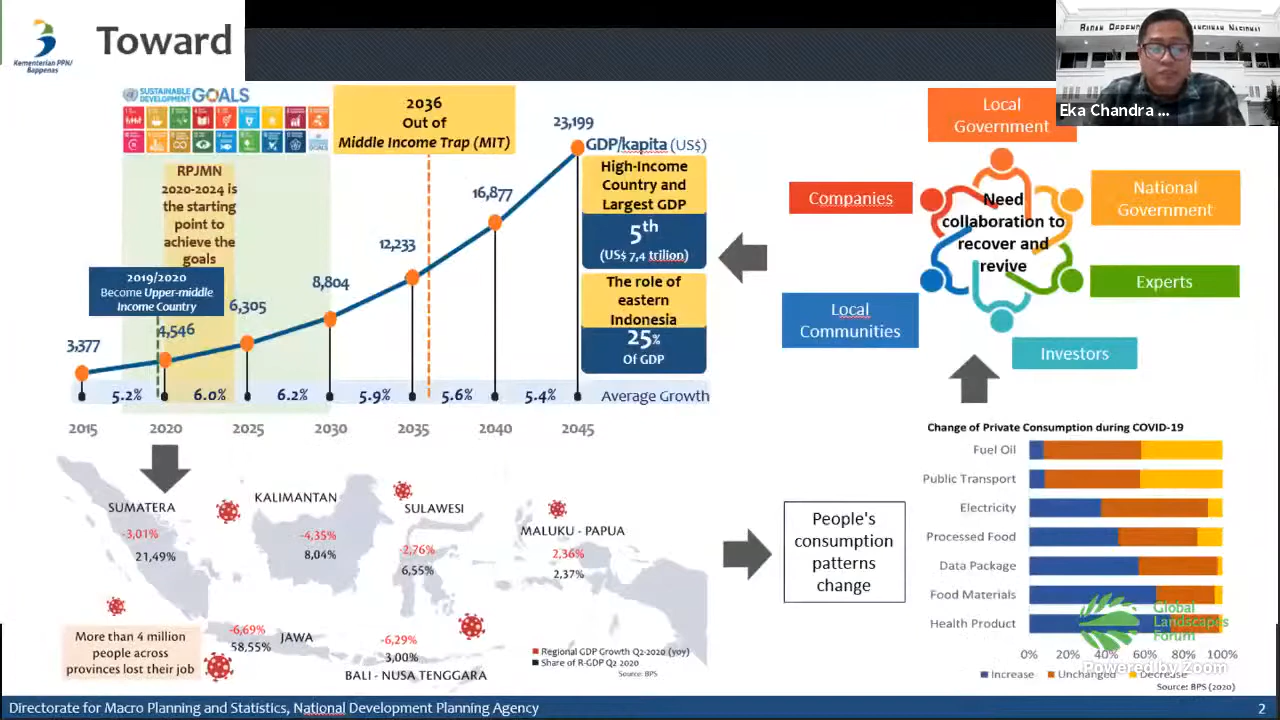 Kementerian PPN/
Bappenas
Toward
Eka Chandra ...
SUSTAINABLE
DEVELOPMENT
GOALS
2036
Out of
Middle Income Trap (MIT)
23,199
GDP/kapita (US$)
RPJMN
2020-2024 is
the starting
point to
achieve the
goals
2019/2020
Become Upper-middle
Income Country
3,377
4,546
6,305
8,804
12,233
16,877
High-Income
Country and
Largest GDP
5th
(US$ 7,4 trilion)
The role of
eastern
Indonesia
25%
Of GDP
5.2%
6.0%
6.2%
5.9%
5.6%
5.4%
Average Growth
2015
2020
2025
2030
2035
2040
2045
Local
Government
Companies
National
Government
Need
collaboration to
recover and
revive
Experts
Local
Communities
Investors
SUMATERA
-3,01%
21,49%
KALIMANTAN
-4,35%
8,04%
SULAWESI
-2,76%
6,55%
MALUKU - PAPUA
2,36%
2,37%
JAWA
-6,69%
58,55%
-6,29%
3,00%
BALI - NUSA TENGGARA
More than 4 million
people across
provinces lost their job
Regional GDP Growth Q2-2020 (yoy)
Share of R-GDP Q2 2020
Source: BPS
People's
consumption
patterns
change
Change of Private Consumption during COVID-19
Fuel Oil
Public Transport
Electricity
Processed Food
Data Package
Food Materials
Health Product
0%
20%
40%
60%
80%
100%
Increase
Unchanged
Decrease
Source: BPS (2020)
Global
Landscapes
Forum
Powered by Zoom
Directorate for Macro Planning and Statistics, National Development Planning Agency
2